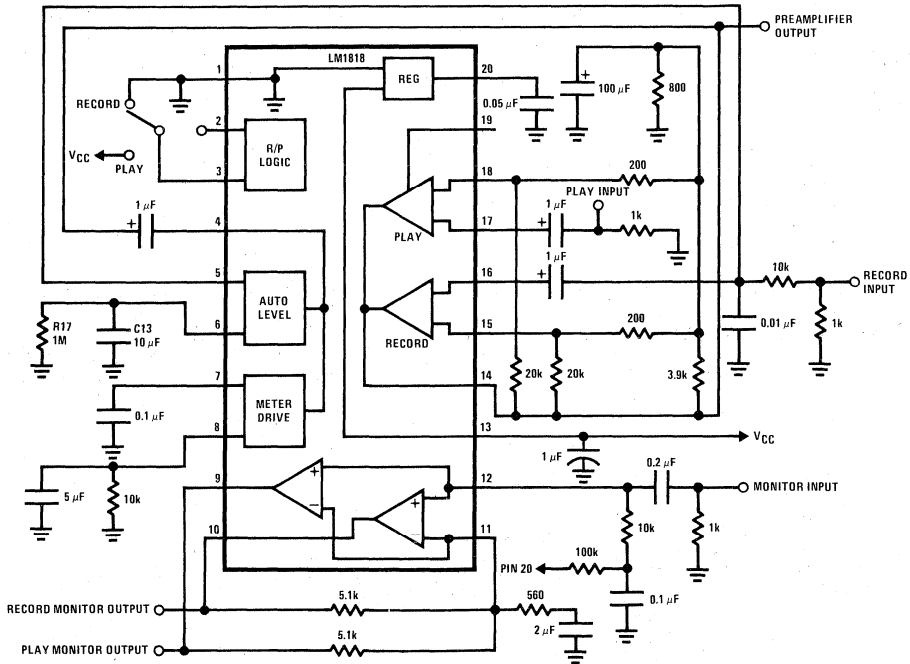 PREAMPLIFIER
OUTPUT
LM1818
1
20
REG
+
100 µF
800
0.05 µF
RECORD
2
19
R/P
LOGIC
VCC
PLAY
3
18
200
PLAY INPUT
1 µF
+
4
PLAY
17
1 µF
+
1k
1 µF
5
16
+
10k
RECORD
INPUT
AUTO
LEVEL
R17
1M
C13
10 µF
6
RECORD
15
200
0.01 µF
1k
7
14
20k
20k
3.9k
METER
DRIVE
0.1 µF
8
13
VCC
1 µF
0.2 µF
5 µF
10k
9
+
−
12
MONITOR INPUT
10
+
11
10k
1k
100k
PIN 20
0.1 µF
RECORD MONITOR OUTPUT
5.1k
560
2 µF
PLAY MONITOR OUTPUT
5.1k